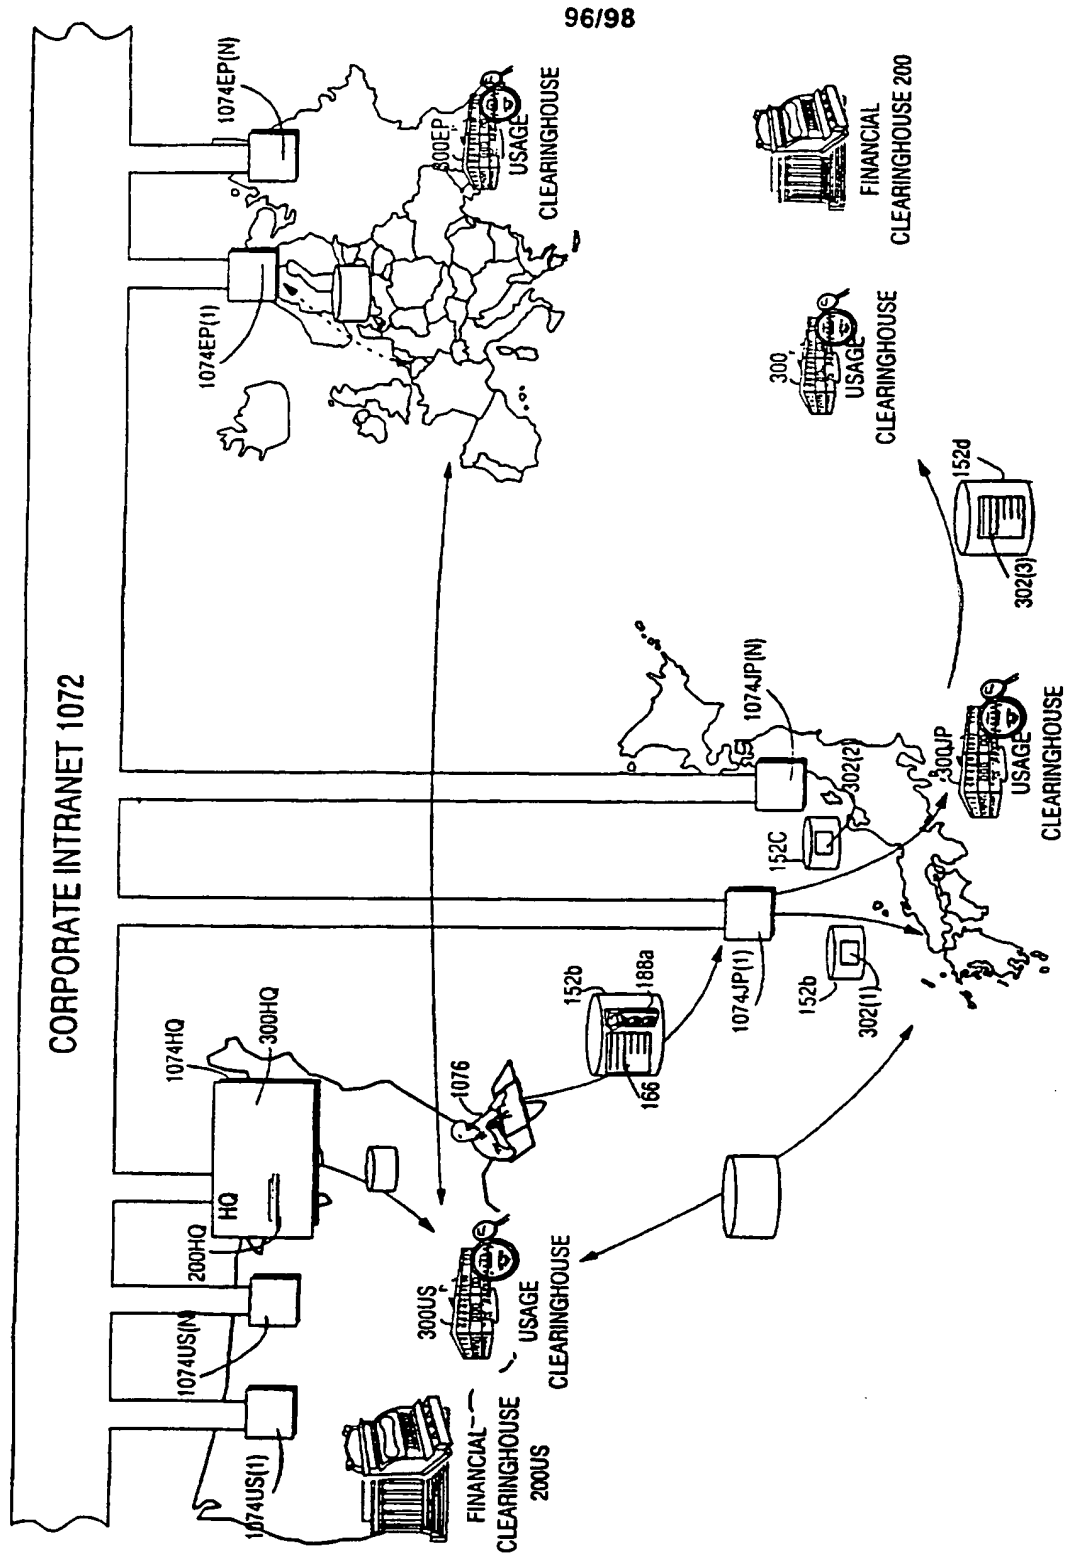 96/98
CORPORATE INTRANET 1072
1074US(1)
1074US(N)
200HQ
HQ
1074HQ
300HQ
1074EP(1)
1074EP(N)
FINANCIAL
CLEARINGHOUSE
200US
300US
USAGE
CLEARINGHOUSE
1076
152b
188a
166
1074JP(1)
152b
302(1)
152C
302(2)
1074JP(N)
300JP
USAGE
CLEARINGHOUSE
152d
302(3)
300EP
USAGE
CLEARINGHOUSE
300
USAGE
CLEARINGHOUSE
FINANCIAL
CLEARINGHOUSE 200